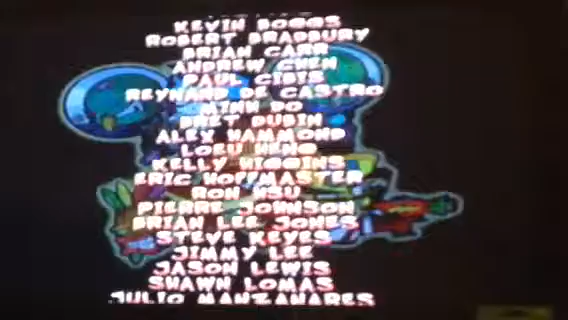 KEVIN BOGGS
ROBERT BRADBURY
BRIAN CARR
ANDREW CHEN
PAUL CIBIS
REYNARD DE CASTRO
MINH DO
BRET DUBIN
ALEX HAMMOND
LOEU HENG
KELLY HIGGINS
ERIC HOFFMASTER
RON HSU
PIERRE JOHNSON
BRIAN LEE JONES
STEVE KEYES
JIMMY LEE
JASON LEWIS
SHAWN LOMAS
JULIO MANZANARES